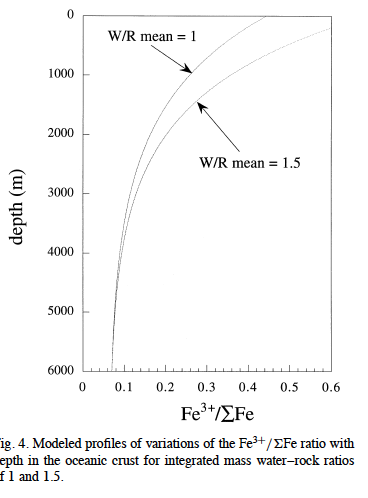 0
W/R mean = 1
1000
2000
W/R mean = 1.5
3000
depth (m)
4000
5000
6000
0 0.1 0.2 0.3 0.4 0.5 0.6
Fe³⁺/ΣFe
ig. 4. Modeled profiles of variations of the Fe³⁺/ΣFe ratio with
epth in the oceanic crust for integrated mass water–rock ratios
f 1 and 1.5.